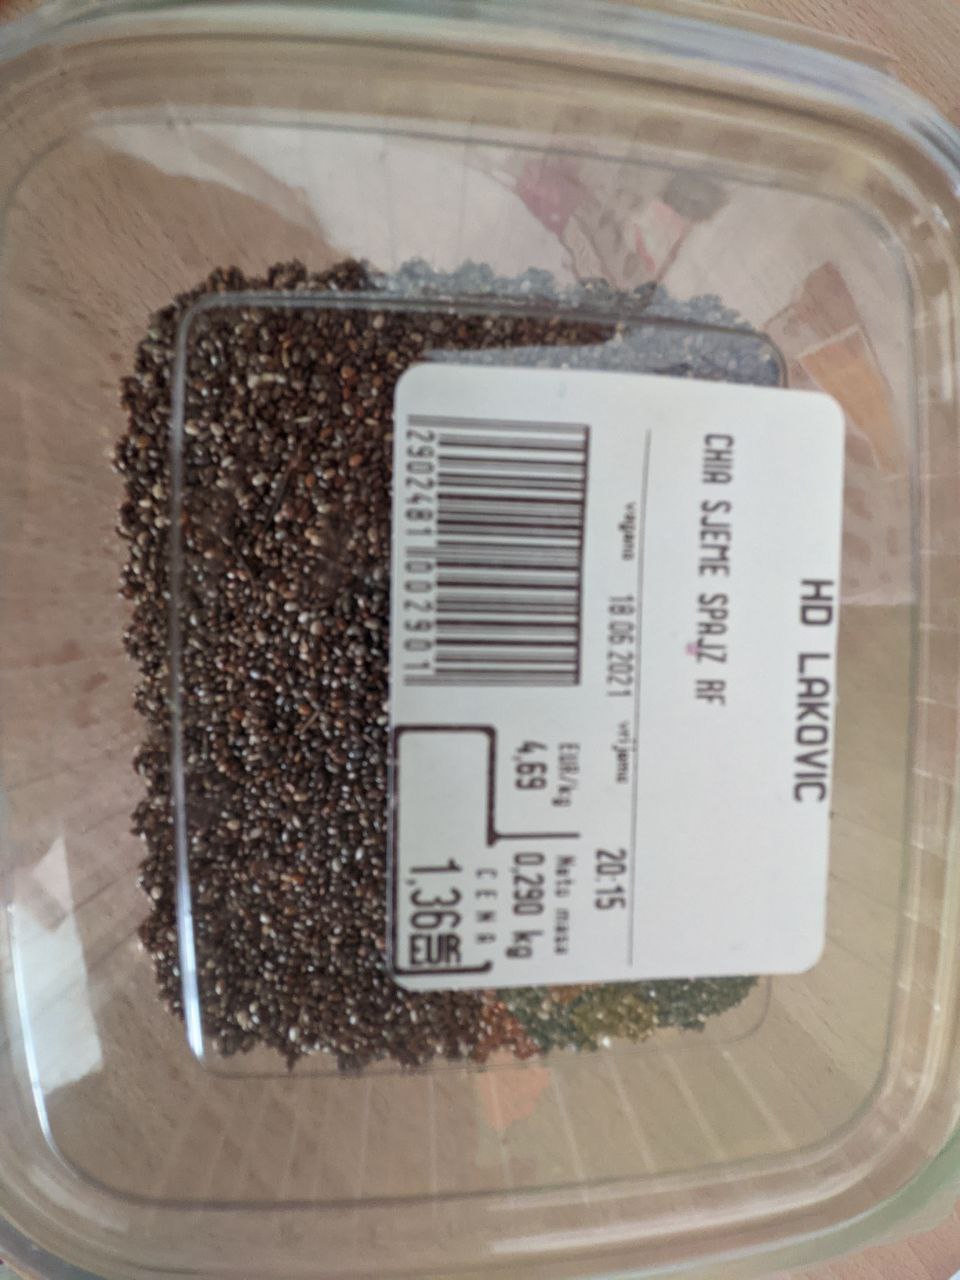 HD LAKOVIC
CHIA SJEME SPAJZ RF
vagano 18 06 2021 vrijeme 20:15
EUR/kg Neto masa
4,69 0,290 kg
CENA
1,36 EUR
2902481002901